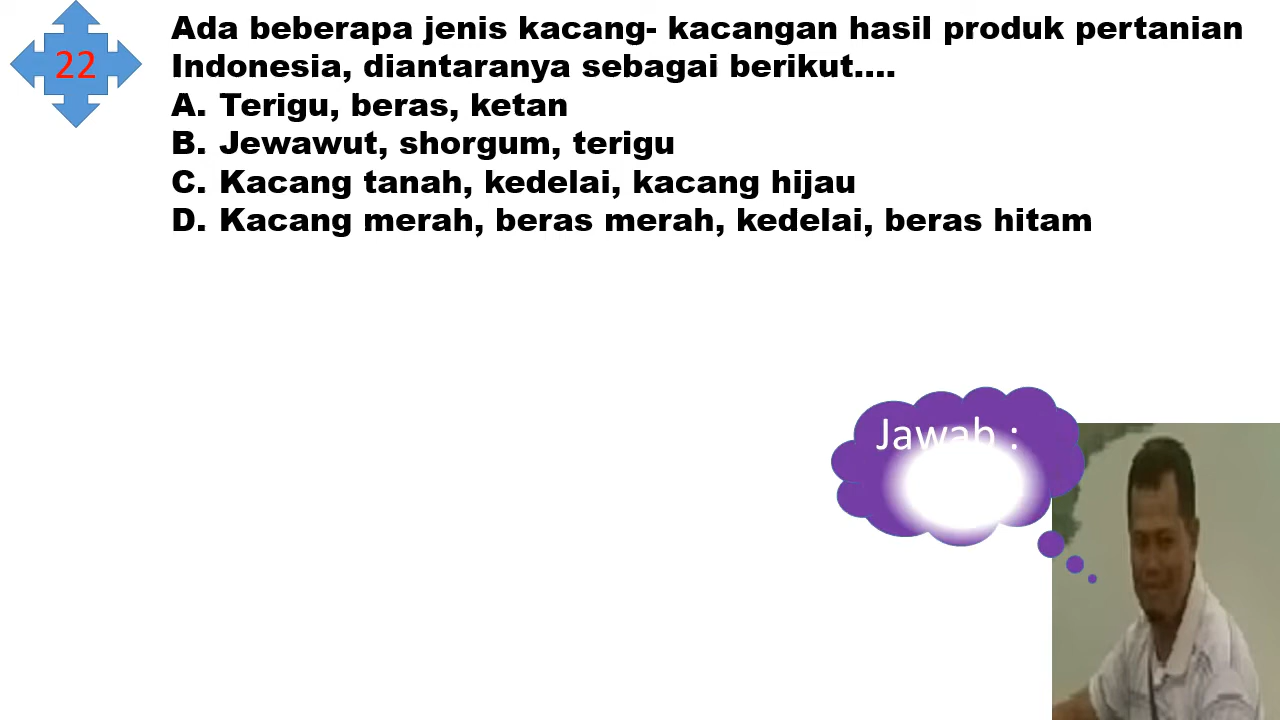 22
Ada beberapa jenis kacang- kacangan hasil produk pertanian
Indonesia, diantaranya sebagai berikut....
A. Terigu, beras, ketan
B. Jewawut, shorgum, terigu
C. Kacang tanah, kedelai, kacang hijau
D. Kacang merah, beras merah, kedelai, beras hitam
Jawab :